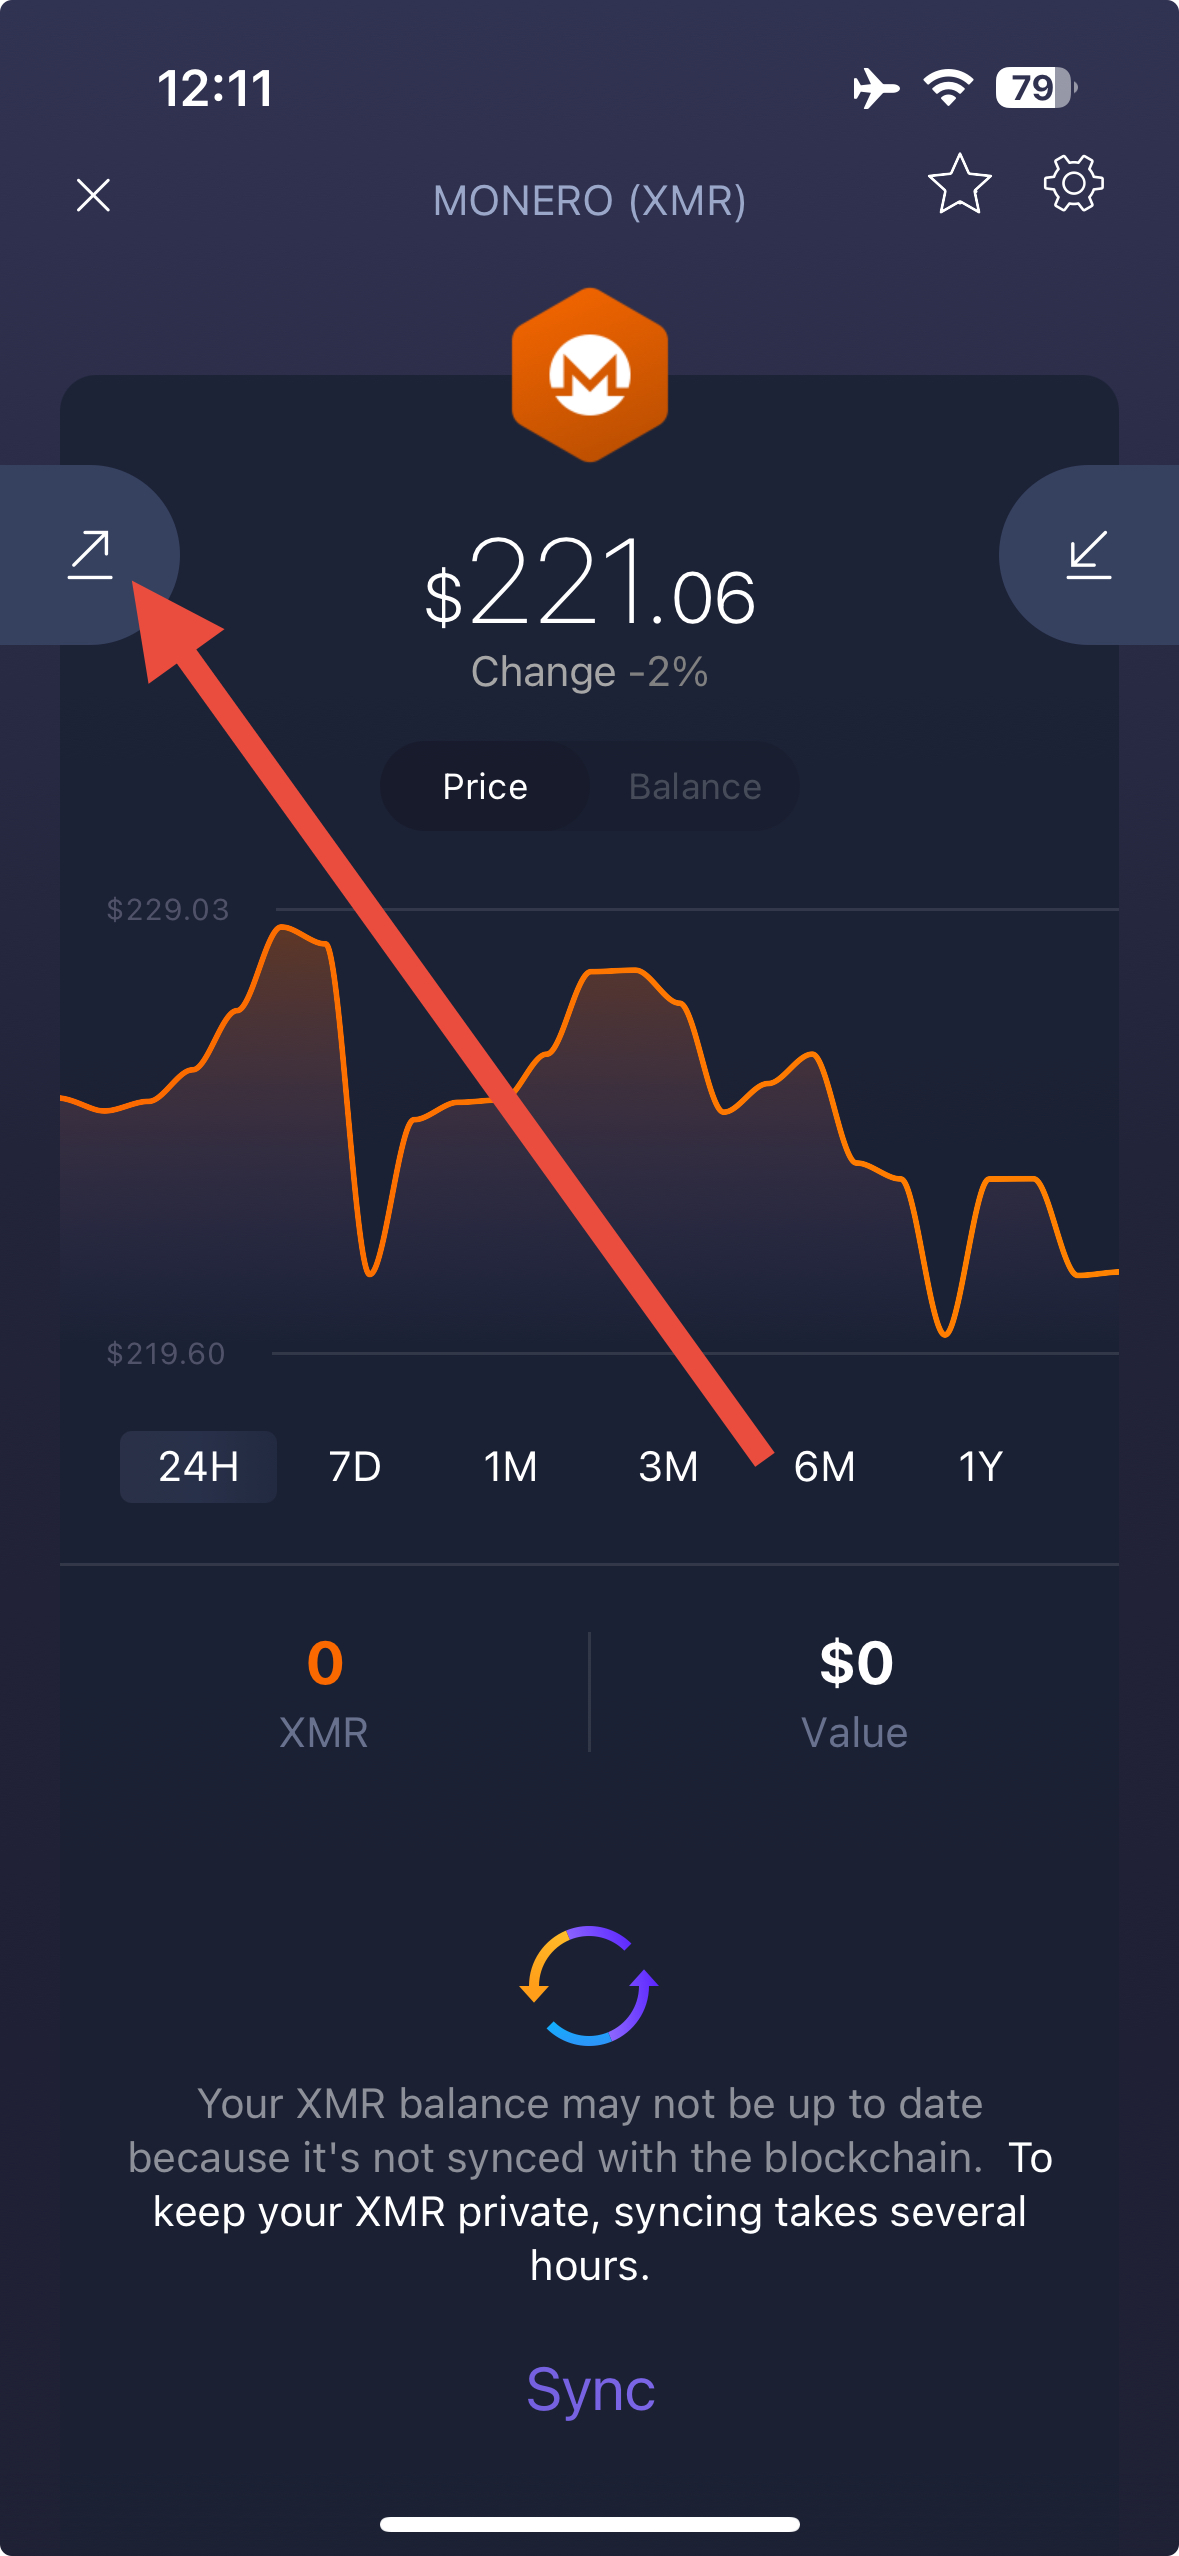 12:11
79
MONERO (XMR)
$221.06
Change -2%
Price Balance
$229.03
$219.60
24H 7D 1M 3M 6M 1Y
0 $0
XMR Value
Your XMR balance may not be up to date
because it's not synced with the blockchain. To
keep your XMR private, syncing takes several
hours.
Sync